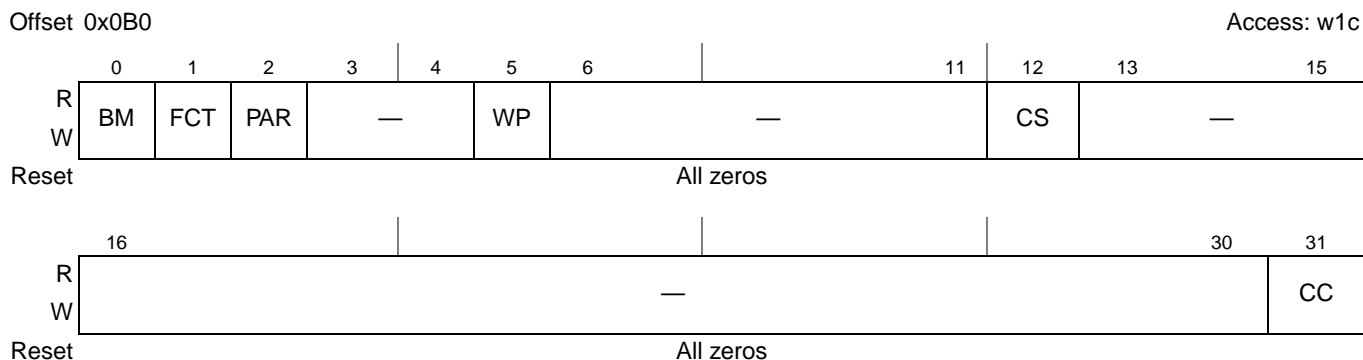 Offset 0x0B0 Access: w1c
0 1 2 3 4 5 6 11 12 13 15
R
W
BM FCT PAR — WP — CS —
Reset All zeros
16 30 31
R
W
— CC
Reset All zeros